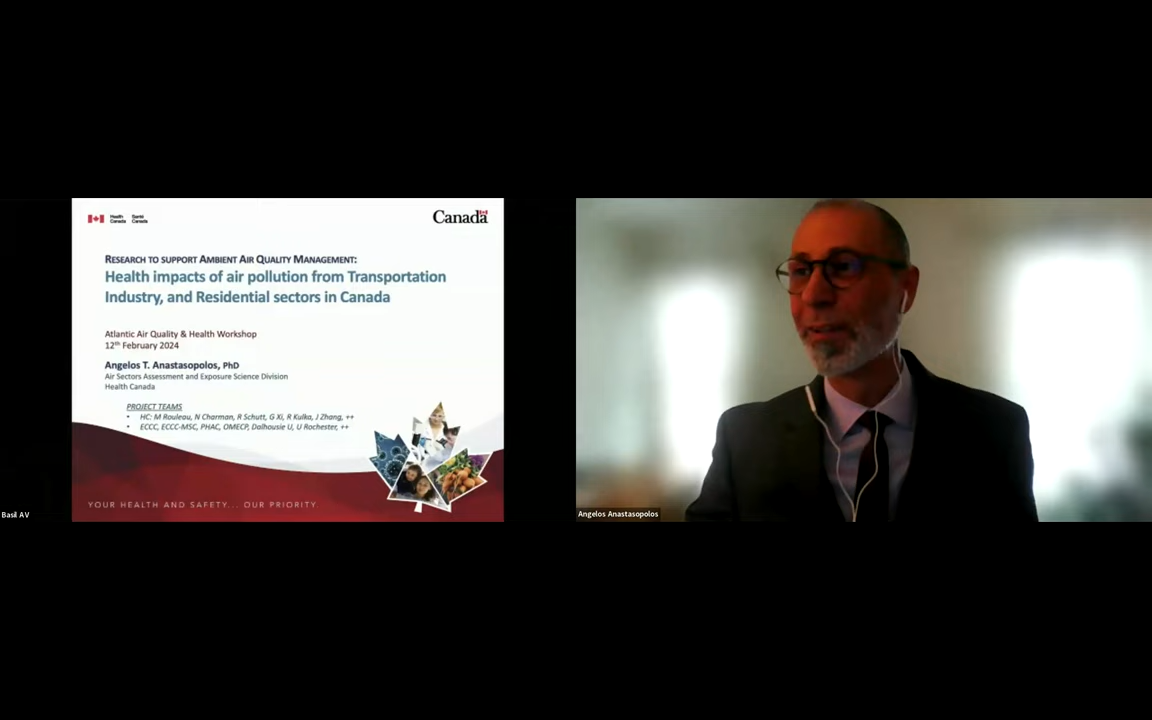 Health Canada
Santé Canada
Canada
RESEARCH TO SUPPORT AMBIENT AIR QUALITY MANAGEMENT:
Health impacts of air pollution from Transportation
Industry, and Residential sectors in Canada
Atlantic Air Quality & Health Workshop
12th February 2024
Angelos T. Anastasopolos, PhD
Air Sectors Assessment and Exposure Science Division
Health Canada
PROJECT TEAMS
• HC: M Rouleau, N Charman, R Schutt, G Xi, R Kulka, J Zhang, ++
• ECCC, ECCC-MSC, PHAC, OMECP, Dalhousie U, U Rochester, ++
YOUR HEALTH AND SAFETY... OUR PRIORITY
Basil AV
Angelos Anastasopolos